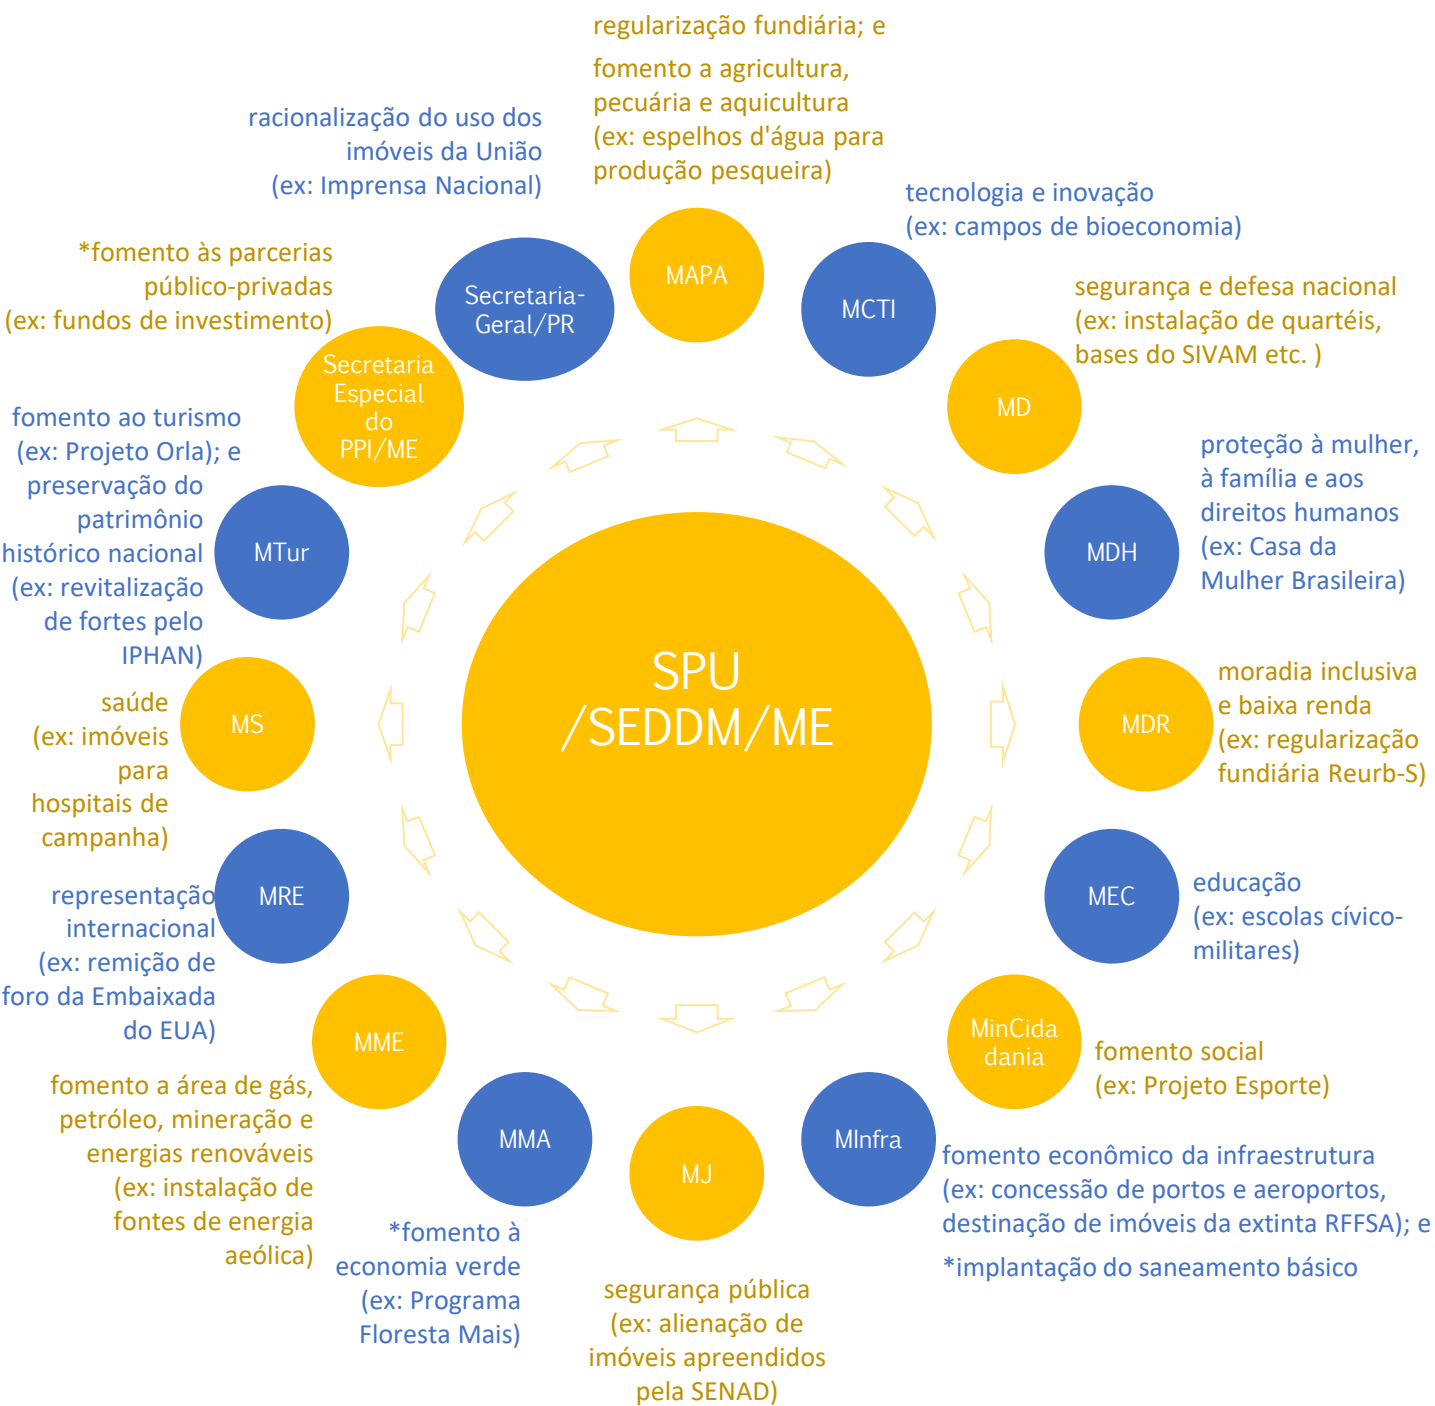 regularização fundiária; e
fomento a agricultura,
pecuária e aquicultura
(ex: espelhos d'água para
produção pesqueira)
MAPA
tecnologia e inovação
(ex: campos de bioeconomia)
MCTI
segurança e defesa nacional
(ex: instalação de quartéis,
bases do SIVAM etc. )
MD
proteção à mulher,
à família e aos
direitos humanos
(ex: Casa da
Mulher Brasileira)
MDH
moradia inclusiva
e baixa renda
(ex: regularização
fundiária Reurb-S)
MDR
educação
(ex: escolas cívico-
militares)
MEC
fomento social
(ex: Projeto Esporte)
MinCida
dania
fomento econômico da infraestrutura
(ex: concessão de portos e aeroportos,
destinação de imóveis da extinta RFFSA); e
*implantação do saneamento básico
MInfra
segurança pública
(ex: alienação de
imóveis apreendidos
pela SENAD)
MJ
*fomento à
economia verde
(ex: Programa
Floresta Mais)
MMA
fomento a área de gás,
petróleo, mineração e
energias renováveis
(ex: instalação de
fontes de energia
aeólica)
MME
representação
internacional
(ex: remição de
foro da Embaixada
do EUA)
MRE
saúde
(ex: imóveis
para
hospitais de
campanha)
MS
fomento ao turismo
(ex: Projeto Orla); e
preservação do
patrimônio
histórico nacional
(ex: revitalização
de fortes pelo
IPHAN)
MTur
*fomento às parcerias
público-privadas
(ex: fundos de investimento)
Secretaria
Especial
do
PPI/ME
racionalização do uso dos
imóveis da União
(ex: Imprensa Nacional)
Secretaria-
Geral/PR
SPU
/SEDDM/ME